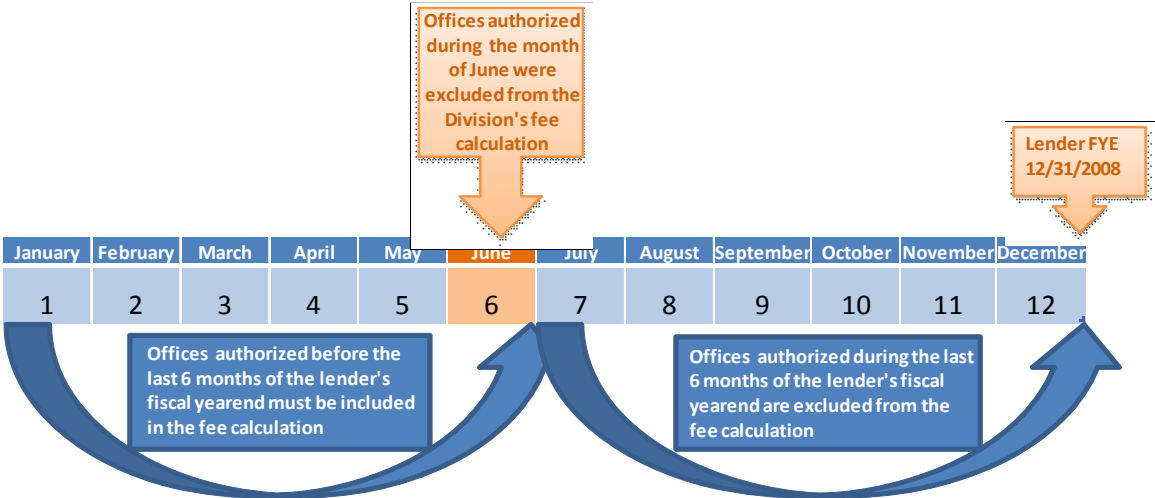 Offices authorized
during the month
of June were
excluded from the
Division's fee
calculation
Lender FYE
12/31/2008
January February March April May June July August September October November December
1 2 3 4 5 6 7 8 9 10 11 12
Offices authorized before the
last 6 months of the lender's
fiscal yearend must be included
in the fee calculation
Offices authorized during the last
6 months of the lender's fiscal
yearend are excluded from the
fee calculation